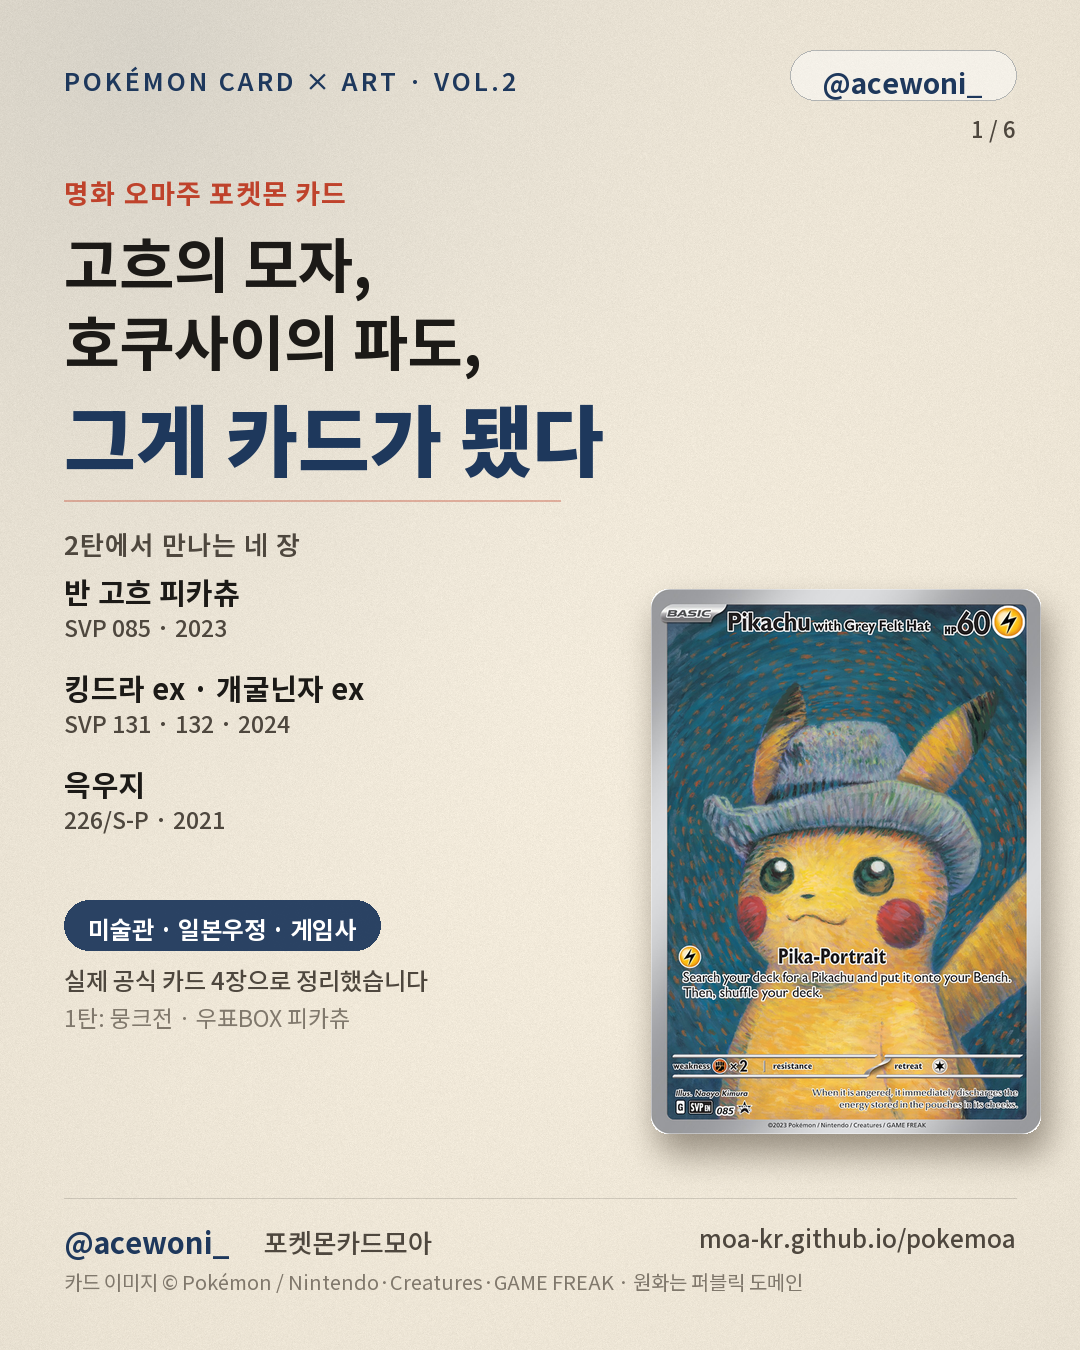 POKÉMON CARD × ART · VOL.2
@acewoni_
1 / 6
명화 오마주 포켓몬 카드
고흐의 모자,
호쿠사이의 파도,
그게 카드가 됐다
2탄에서 만나는 네 장
반 고흐 피카츄
SVP 085 · 2023
킹드라 ex · 개굴닌자 ex
SVP 131 · 132 · 2024
윽우지
226/S-P · 2021
미술관 · 일본우정 · 게임사
실제 공식 카드 4장으로 정리했습니다
1탄: 뭉크전 · 우표BOX 피카츄
BASIC
Pikachu with Grey Felt Hat HP 60
Pika-Portrait
Search your deck for a Pikachu and put it onto your Bench.
Then, shuffle your deck.
weakness ×2 resistance retreat
Illus. Naoyo Kimura
When it is angered, it immediately discharges the
energy stored in the pouches in its cheeks.
G SVP EN 085
©2023 Pokémon / Nintendo / Creatures / GAME FREAK
@acewoni_ 포켓몬카드모아
moa-kr.github.io/pokemoa
카드 이미지 © Pokémon / Nintendo·Creatures·GAME FREAK · 원화는 퍼블릭 도메인